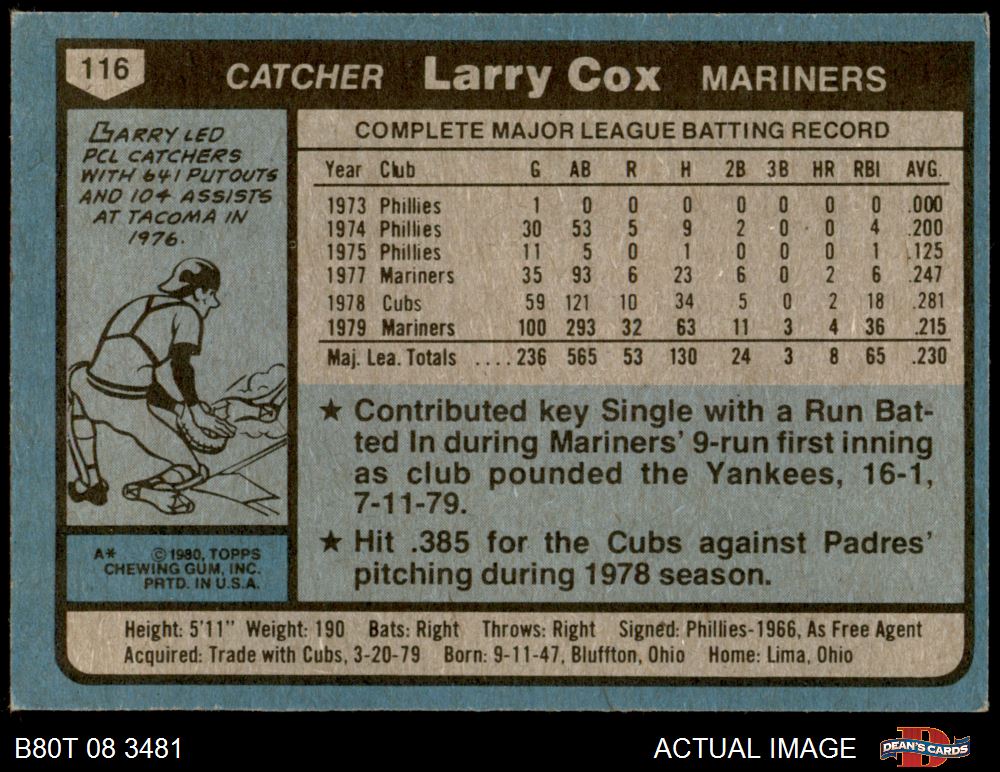 116
CATCHER Larry Cox MARINERS
LARRY LED
PCL CATCHERS
WITH 641 PUTOUTS
AND 104 ASSISTS
AT TACOMA IN
1976.
COMPLETE MAJOR LEAGUE BATTING RECORD
Year Club G AB R H 2B 3B HR RBI AVG.
1973 Phillies 1 0 0 0 0 0 0 0 .000
1974 Phillies 30 53 5 9 2 0 0 4 .200
1975 Phillies 11 5 0 1 0 0 0 1 .125
1977 Mariners 35 93 6 23 6 0 2 6 .247
1978 Cubs 59 121 10 34 5 0 2 18 .281
1979 Mariners 100 293 32 63 11 3 4 36 .215
Maj. Lea. Totals .... 236 565 53 130 24 3 8 65 .230
★ Contributed key Single with a Run Bat-
ted In during Mariners' 9-run first inning
as club pounded the Yankees, 16-1,
7-11-79.
★ Hit .385 for the Cubs against Padres'
pitching during 1978 season.
A* ©1980, TOPPS
CHEWING GUM, INC.
PRTD. IN U.S.A.
Height: 5'11" Weight: 190 Bats: Right Throws: Right Signed: Phillies-1966, As Free Agent
Acquired: Trade with Cubs, 3-20-79 Born: 9-11-47, Bluffton, Ohio Home: Lima, Ohio
B80T 08 3481
ACTUAL IMAGE
D
DEAN'S CARDS